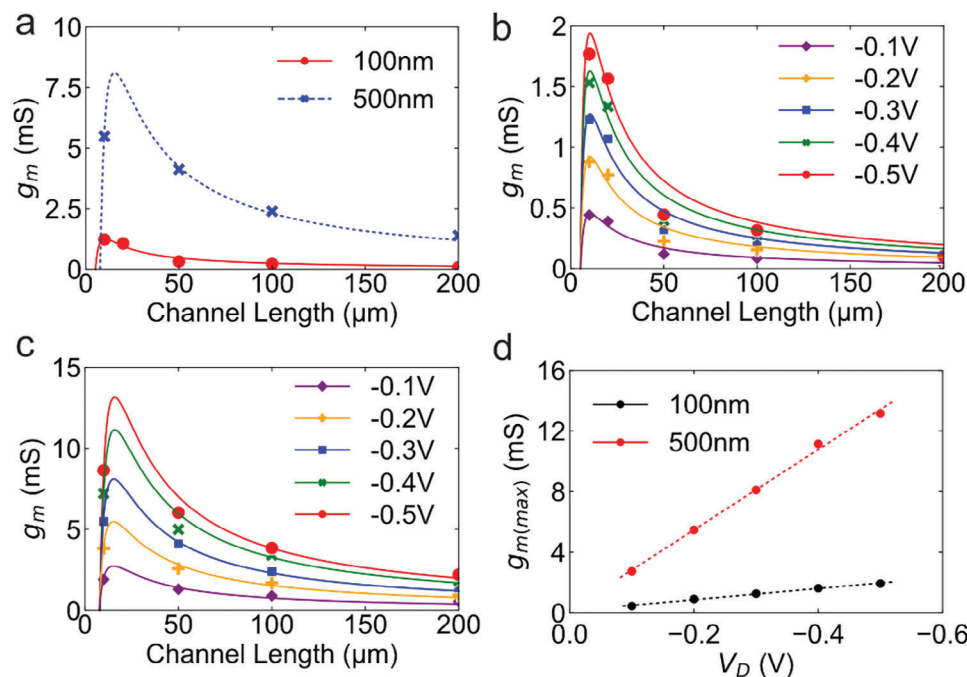 a
10
7.5
5
2.5
0
g_m (mS)
100nm
500nm
0 50 100 150 200
Channel Length (μm)
b
2
1.5
1
0.5
0
g_m (mS)
-0.1V
-0.2V
-0.3V
-0.4V
-0.5V
0 50 100 150 200
Channel Length (μm)
c
15
10
5
0
g_m (mS)
-0.1V
-0.2V
-0.3V
-0.4V
-0.5V
0 50 100 150 200
Channel Length (μm)
d
16
12
8
4
0
g_m(max) (mS)
100nm
500nm
0.0 −0.2 −0.4 −0.6
V_D (V)